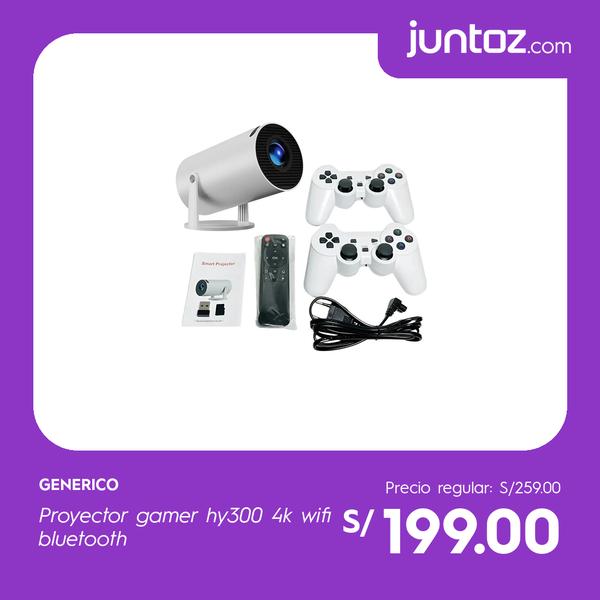 juntoz.com
Smart Projector
GENERICO
Precio regular: S/259.00
Proyector gamer hy300 4k wifi
bluetooth
S/199.00